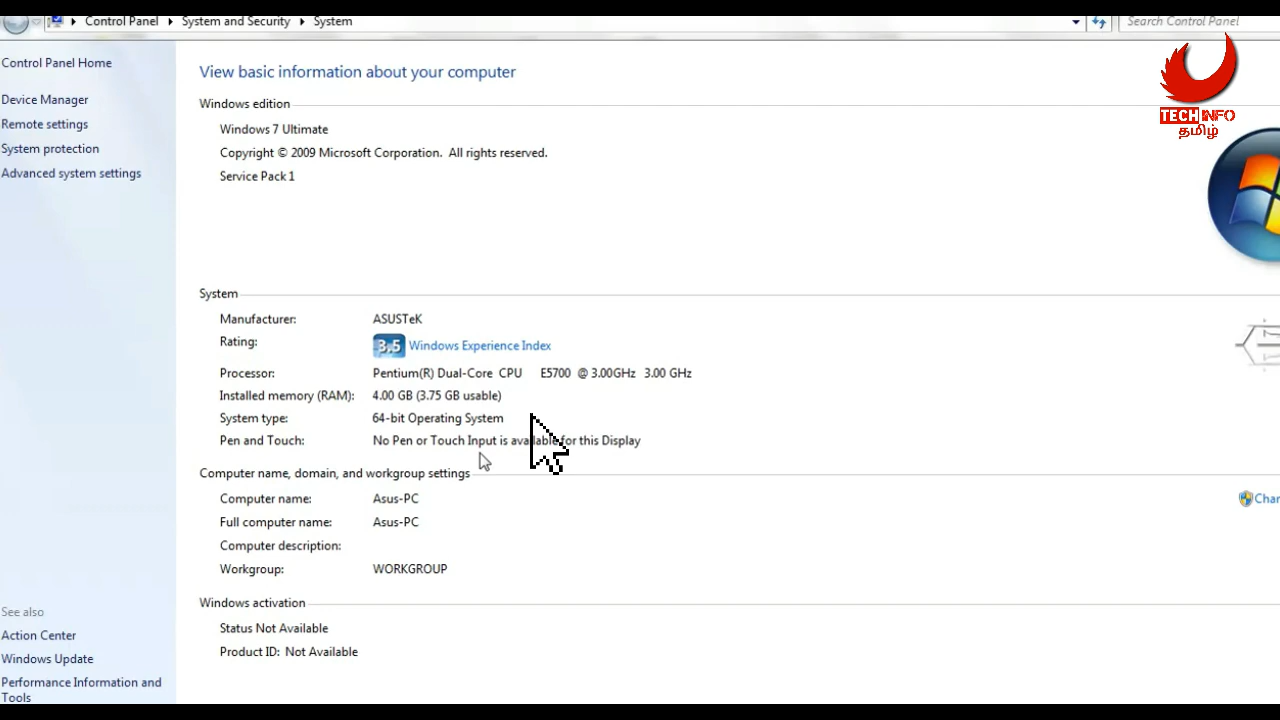 Control Panel ▸ System and Security ▸ System
Search Control Panel
Control Panel Home
Device Manager
Remote settings
System protection
Advanced system settings
See also
Action Center
Windows Update
Performance Information and
Tools
View basic information about your computer
Windows edition
Windows 7 Ultimate
Copyright © 2009 Microsoft Corporation. All rights reserved.
Service Pack 1
System
Manufacturer: ASUSTeK
Rating: 3.5 Windows Experience Index
Processor: Pentium(R) Dual-Core CPU E5700 @ 3.00GHz 3.00 GHz
Installed memory (RAM): 4.00 GB (3.75 GB usable)
System type: 64-bit Operating System
Pen and Touch: No Pen or Touch Input is available for this Display
Computer name, domain, and workgroup settings
Computer name: Asus-PC
Full computer name: Asus-PC
Computer description:
Workgroup: WORKGROUP
Windows activation
Status Not Available
Product ID: Not Available
TECH INFO
தமிழ்